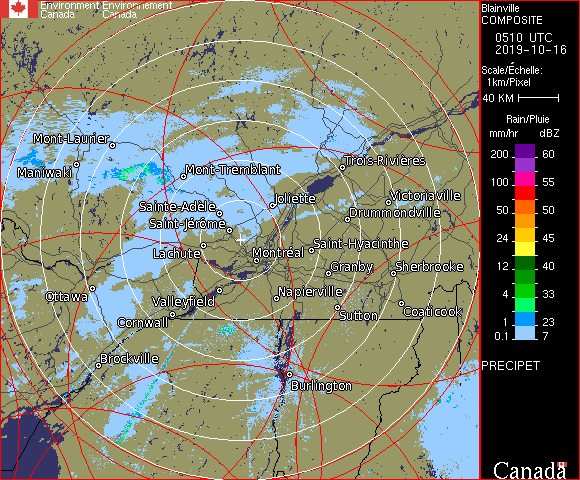 Environment Environnement
Canada Canada
Blainville
COMPOSITE
0510 UTC
2019-10-16
Scale/Échelle:
1km/Pixel
40 KM
Rain/Pluie
mm/hr dBZ
200 60
100 55
50 50
24 45
12 40
4 33
1 23
0.1 7
PRECIPET
Mont-Laurier
Maniwaki
Mont-Tremblant
Trois-Rivières
Sainte-Adèle
Joliette
Victoriaville
Drummondville
Saint-Jérôme
Lachute
Montréal
Saint-Hyacinthe
Granby
Sherbrooke
Ottawa
Valleyfield
Napierville
Cornwall
Sutton
Coaticook
Brockville
Burlington
Canada